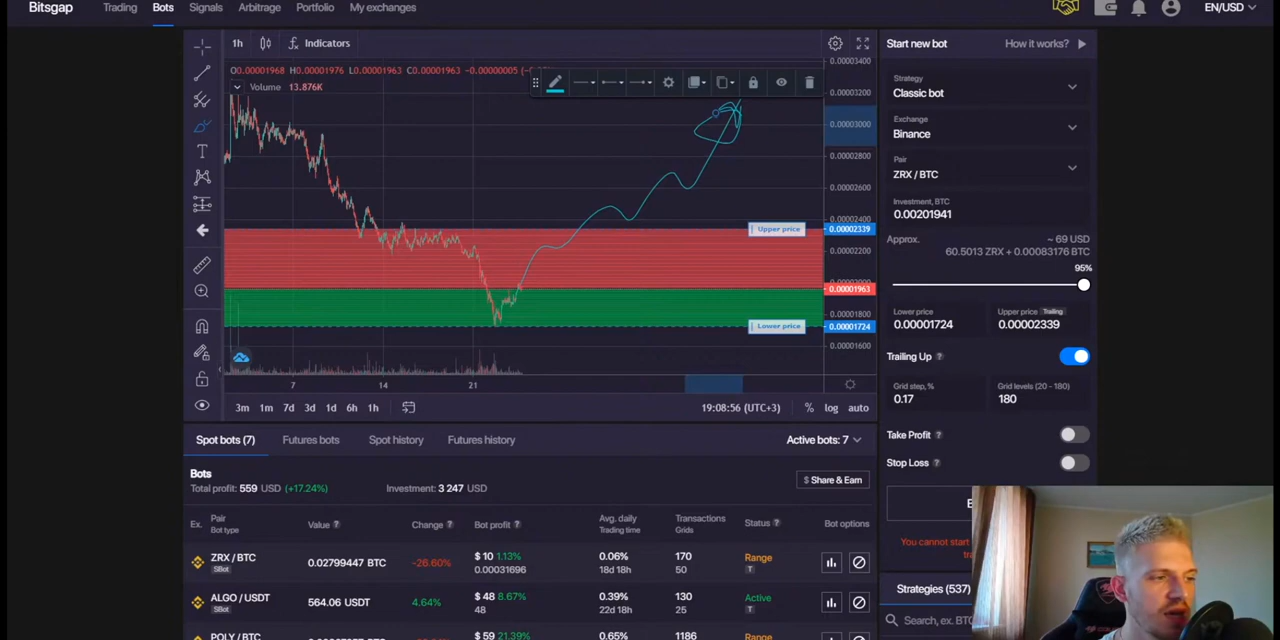 Bitsgap
Trading Bots Signals Arbitrage Portfolio My exchanges
EN/USD
1h Indicators
O0.00001968 H0.00001976 L0.00001963 C0.00001963 -0.00000005
Volume 13.876K
0.00003400
0.00003200
0.00003000
0.00002800
0.00002600
0.00002400
Upper price 0.00002339
0.00002200
0.00001963
0.00001800
Lower price 0.00001724
0.00001600
7 14 21
3m 1m 7d 3d 1d 6h 1h
19:08:56 (UTC+3) % log auto
Start new bot How it works?
Strategy
Classic bot
Exchange
Binance
Pair
ZRX / BTC
Investment, BTC
0.00201941
Approx. ~ 69 USD
60.5013 ZRX + 0.00083176 BTC
95%
Lower price Upper price Trailing
0.00001724 0.00002339
Trailing Up ?
Grid step, % Grid levels (20 - 180)
0.17 180
Take Profit ?
Stop Loss ?
You cannot start
Strategies (537)
Search, ex. BTC
Spot bots (7) Futures bots Spot history Futures history Active bots: 7
Bots
Total profit: 559 USD (+17.24%) Investment: 3 247 USD
$ Share & Earn
Ex. Pair Value ? Change ? Bot profit ? Avg. daily Transactions Status ? Bot options
Bot type Trading time Grids
ZRX / BTC 0.02799447 BTC -26.60% $ 10 1.13% 0.06% 170 Range
SBot 0.00031696 18d 18h 50 T
ALGO / USDT 564.06 USDT 4.64% $ 48 8.67% 0.39% 130 Active
SBot 48 22d 18h 25 T
POLY / BTC $ 59 21.39% 0.65% 1186 Range